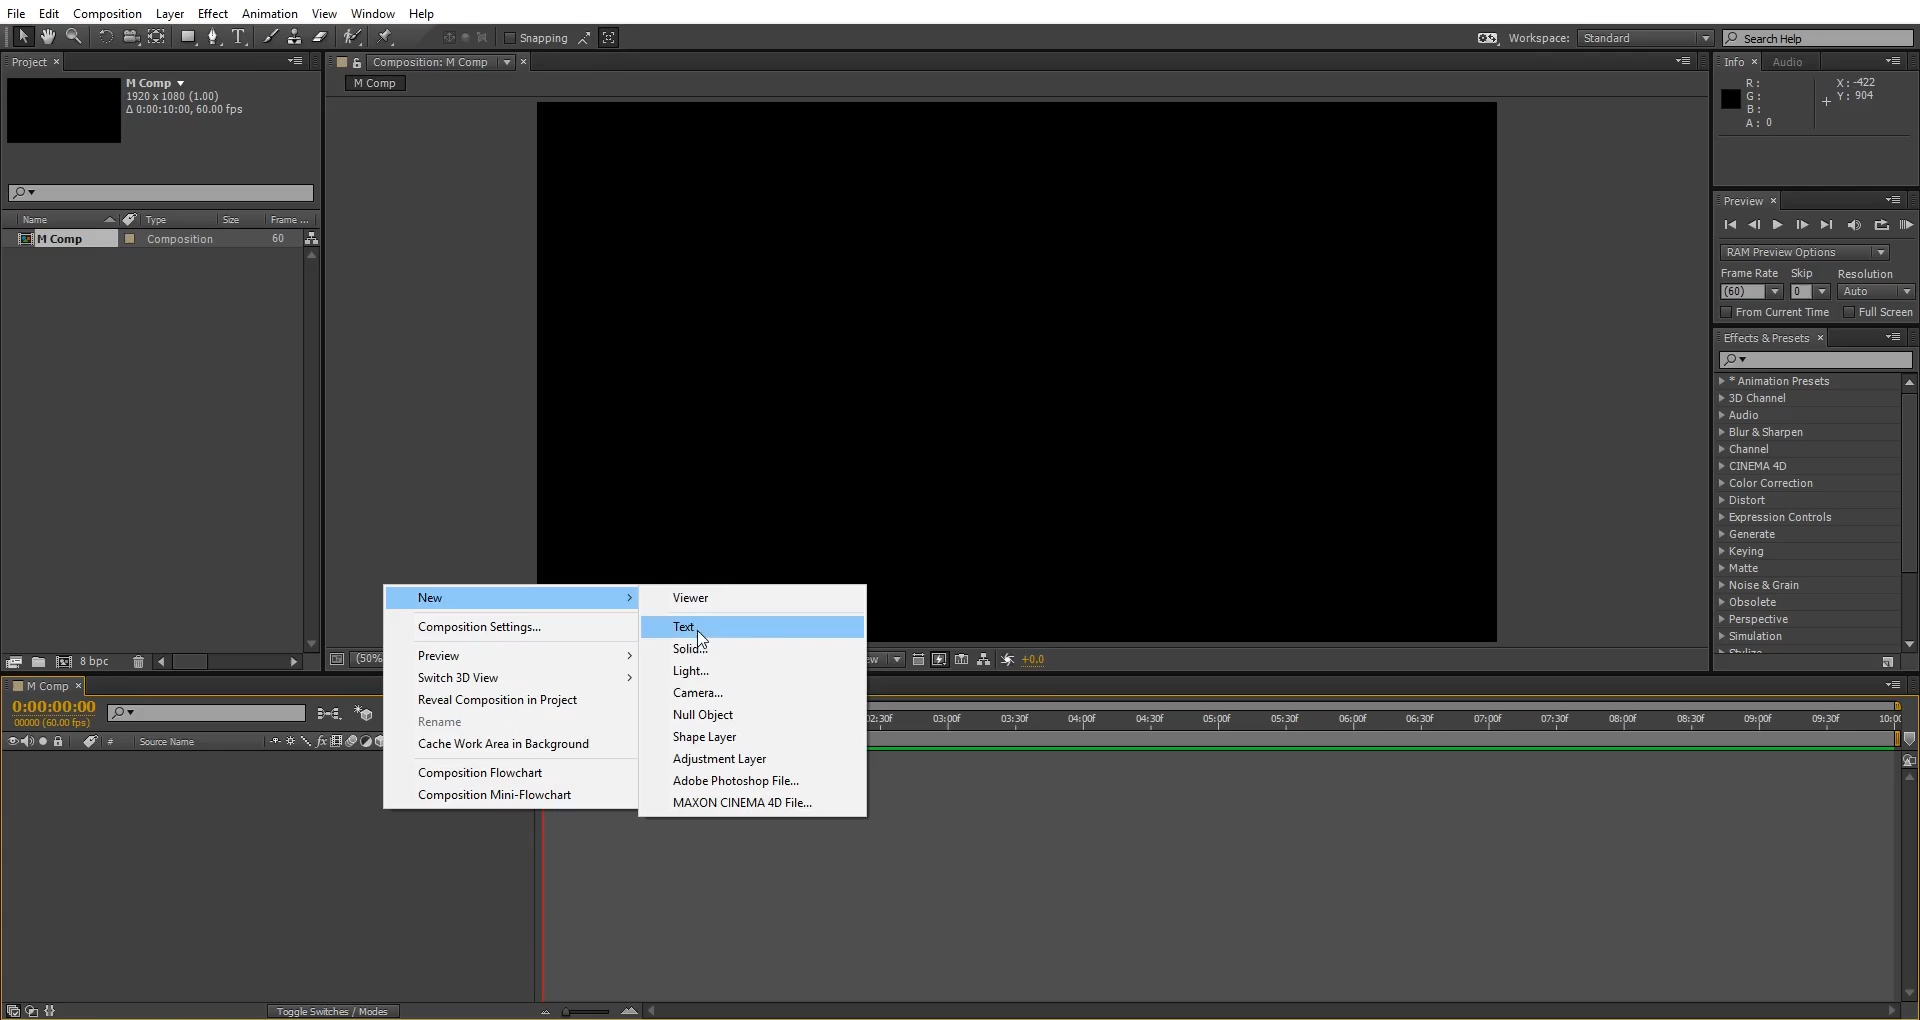 File Edit Composition Layer Effect Animation View Window Help
Snapping
Workspace: Standard
Search Help
Project
M Comp
1920 x 1080 (1.00)
Δ 0:00:10:00, 60.00 fps
Name Type Size Frame ...
M Comp Composition 60
8 bpc
Composition: M Comp
M Comp
(50%
ew
+0.0
Info Audio
R :
G :
B :
A : 0
X : -422
Y : 904
Preview
RAM Preview Options
Frame Rate Skip Resolution
(60) 0 Auto
From Current Time Full Screen
Effects & Presets
* Animation Presets
3D Channel
Audio
Blur & Sharpen
Channel
CINEMA 4D
Color Correction
Distort
Expression Controls
Generate
Keying
Matte
Noise & Grain
Obsolete
Perspective
Simulation
New
Composition Settings...
Preview
Switch 3D View
Reveal Composition in Project
Rename
Cache Work Area in Background
Composition Flowchart
Composition Mini-Flowchart
Viewer
Text
Solid...
Light...
Camera...
Null Object
Shape Layer
Adjustment Layer
Adobe Photoshop File...
MAXON CINEMA 4D File...
M Comp
0:00:00:00
00000 (60.00 fps)
# Source Name fx
02:30f 03:00f 03:30f 04:00f 04:30f 05:00f 05:30f 06:00f 06:30f 07:00f 07:30f 08:00f 08:30f 09:00f 09:30f 10:00
Toggle Switches / Modes